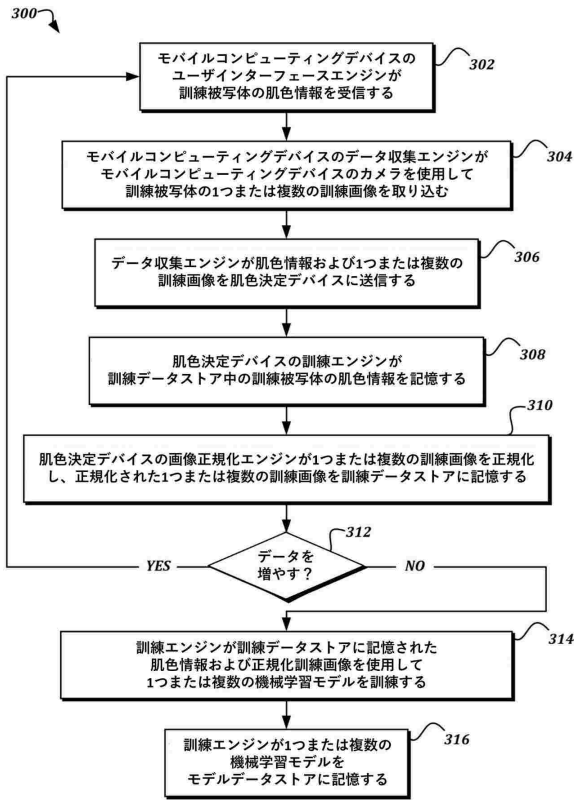 300
モバイルコンピューティングデバイスの
ユーザインターフェースエンジンが
訓練被写体の肌色情報を受信する
302
モバイルコンピューティングデバイスのデータ収集エンジンが
モバイルコンピューティングデバイスのカメラを使用して
訓練被写体の1つまたは複数の訓練画像を取り込む
304
データ収集エンジンが肌色情報および1つまたは複数の
訓練画像を肌色決定デバイスに送信する
306
肌色決定デバイスの訓練エンジンが
訓練データストア中の訓練被写体の肌色情報を記憶する
308
肌色決定デバイスの画像正規化エンジンが1つまたは複数の訓練画像を正規化
し、正規化された1つまたは複数の訓練画像を訓練データストアに記憶する
310
データを
増やす？
312
YES
NO
訓練エンジンが訓練データストアに記憶された
肌色情報および正規化訓練画像を使用して
1つまたは複数の機械学習モデルを訓練する
314
訓練エンジンが1つまたは複数の
機械学習モデルを
モデルデータストアに記憶する
316